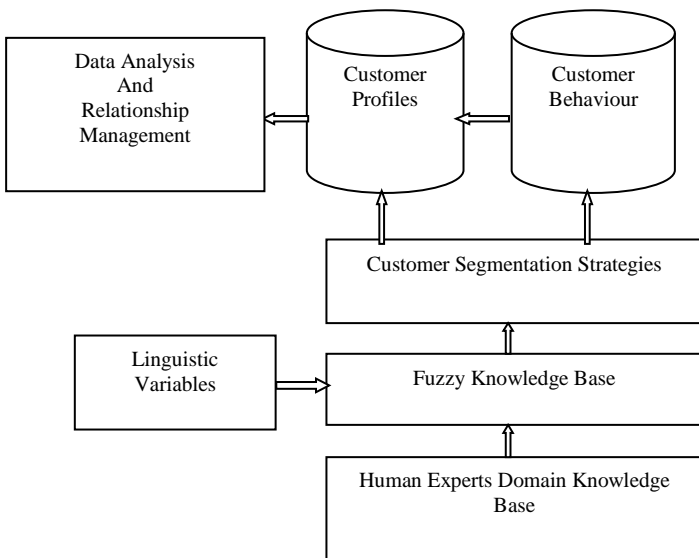 Data Analysis
And
Relationship
Management
Customer
Profiles
Customer
Behaviour
Customer Segmentation Strategies
Linguistic
Variables
Fuzzy Knowledge Base
Human Experts Domain Knowledge
Base